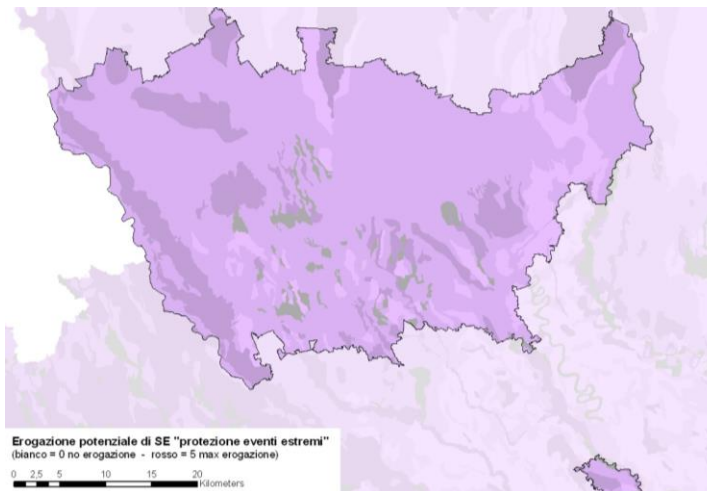 Erogazione potenziale di SE "protezione eventi estremi"
(bianco = 0 no erogazione - rosso = 5 max erogazione)
0 2,5 5 10 15 20
Kilometers